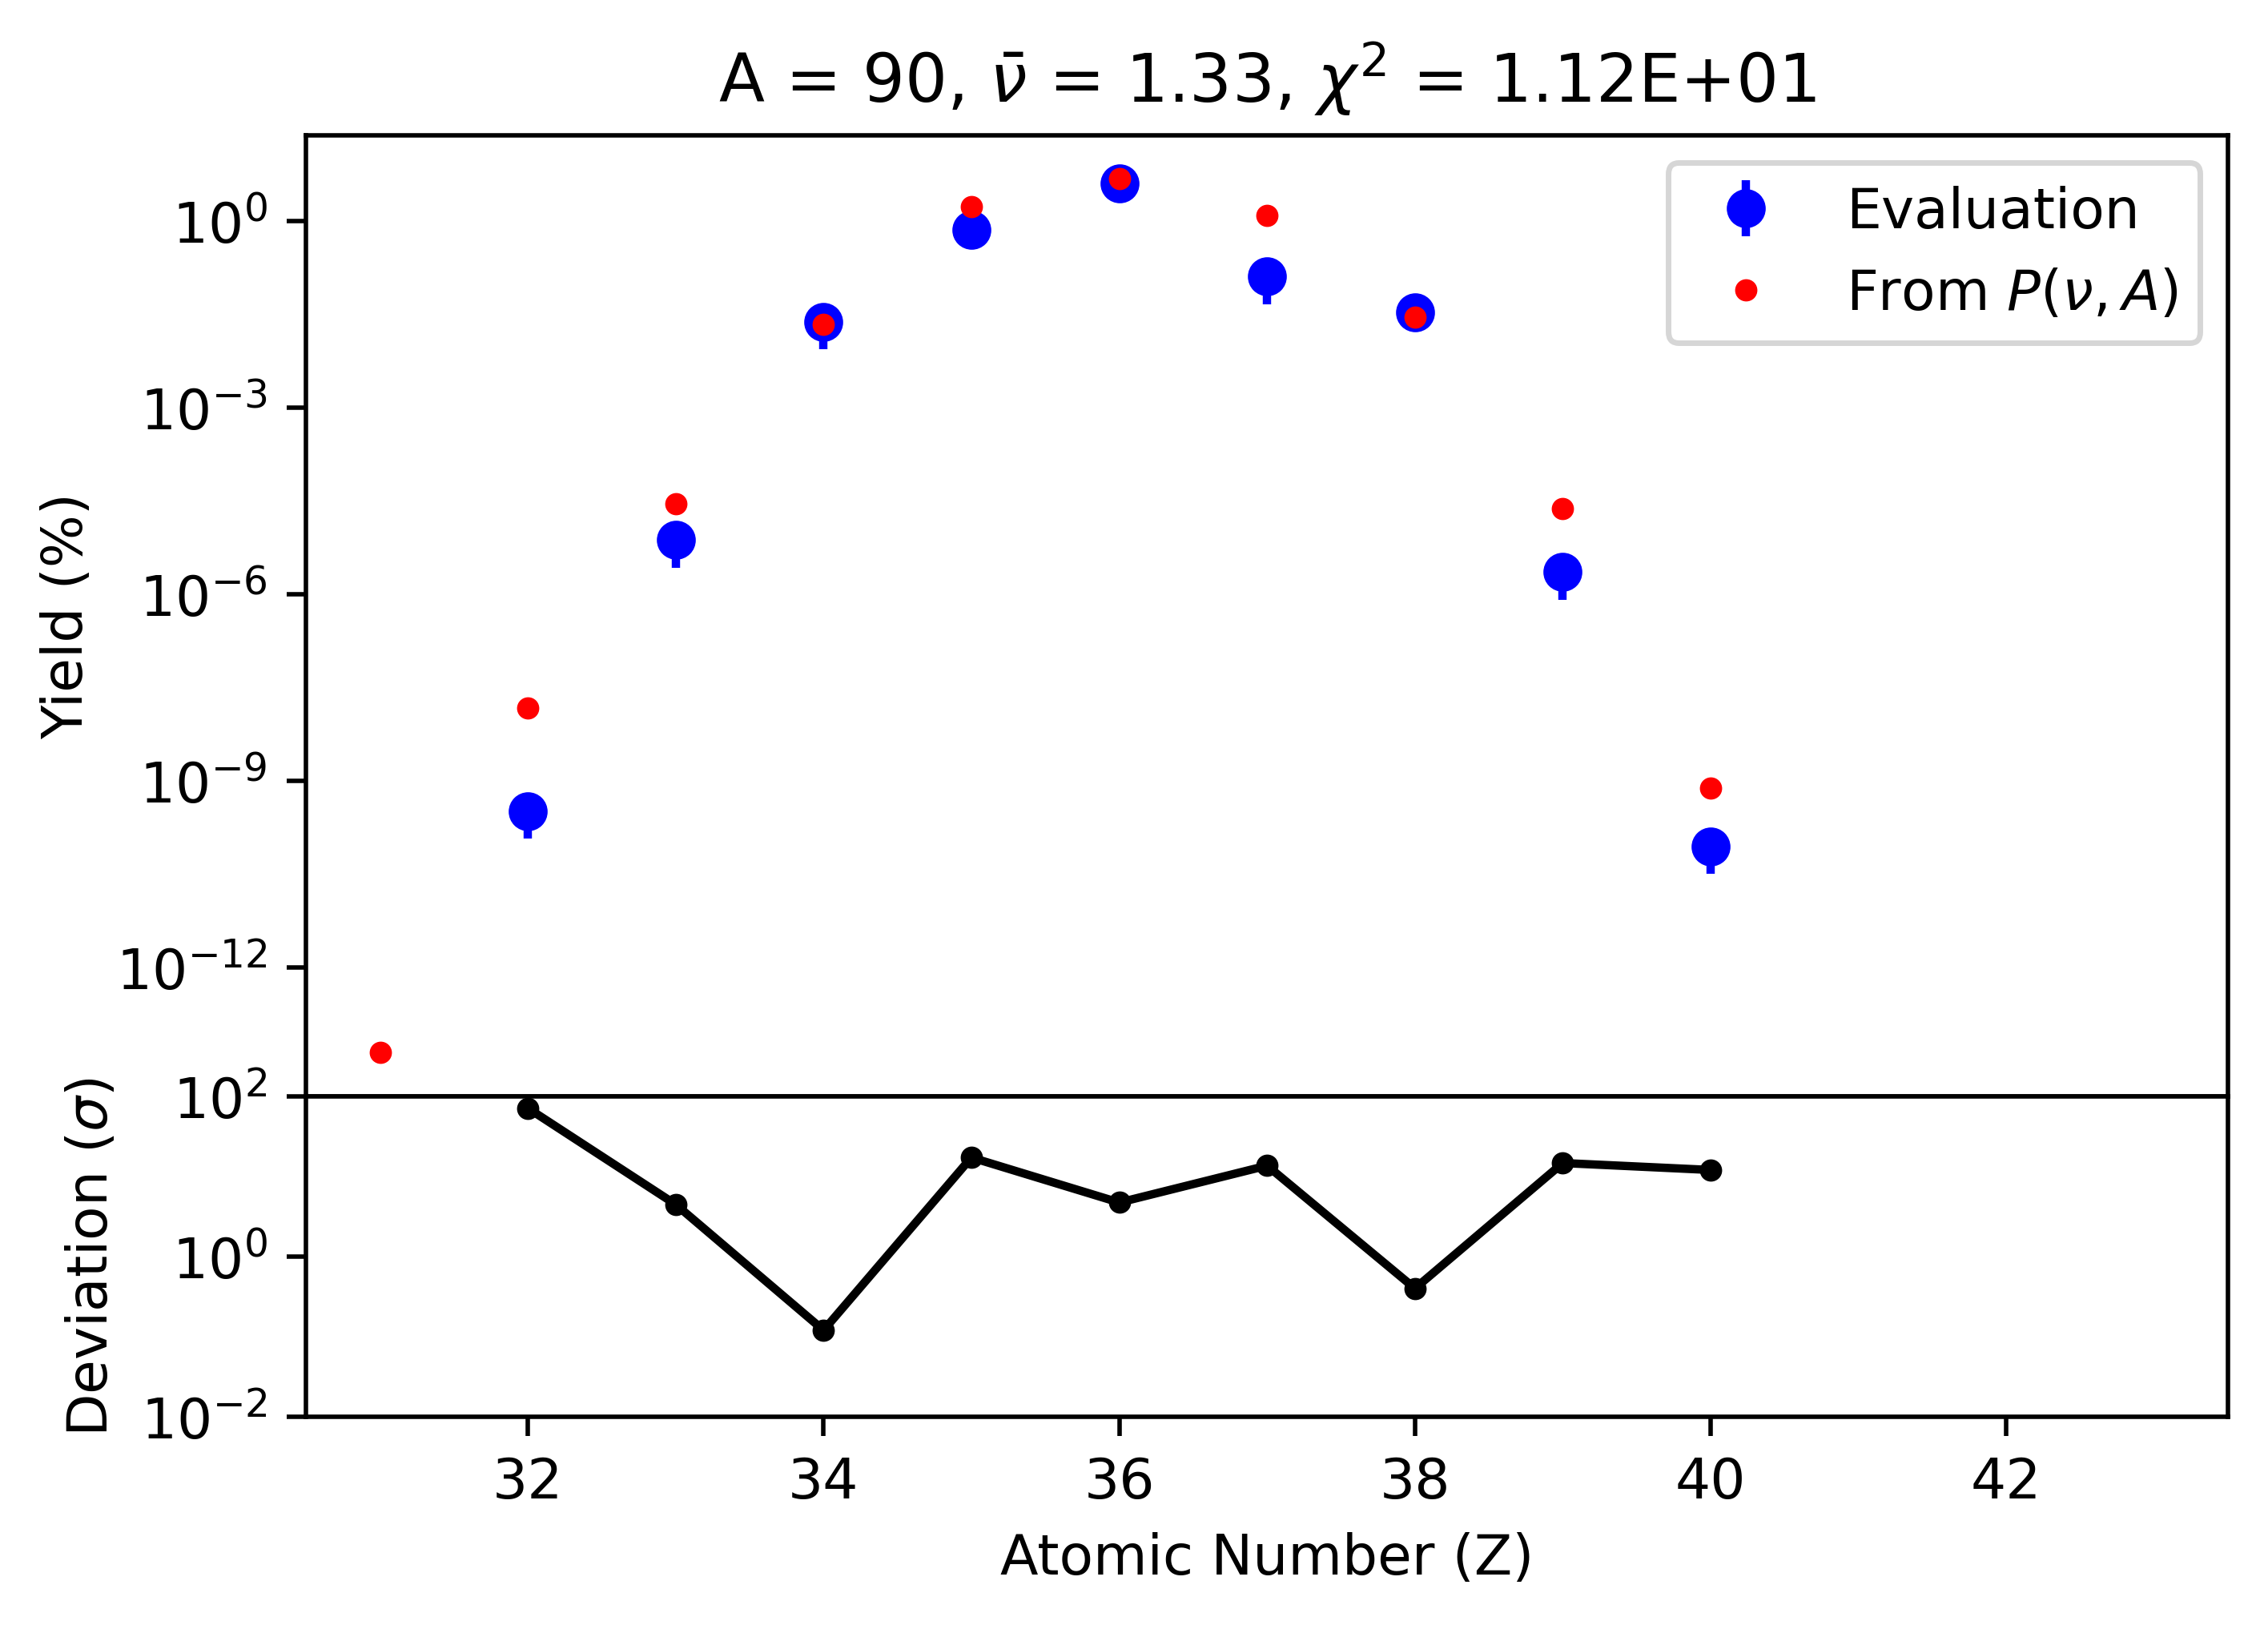 A = 90, ν̄ = 1.33, χ² = 1.12E+01
Evaluation
From P(ν, A)
Yield (%)
10⁰
10⁻³
10⁻⁶
10⁻⁹
10⁻¹²
Deviation (σ)
10²
10⁰
10⁻²
32 34 36 38 40 42
Atomic Number (Z)